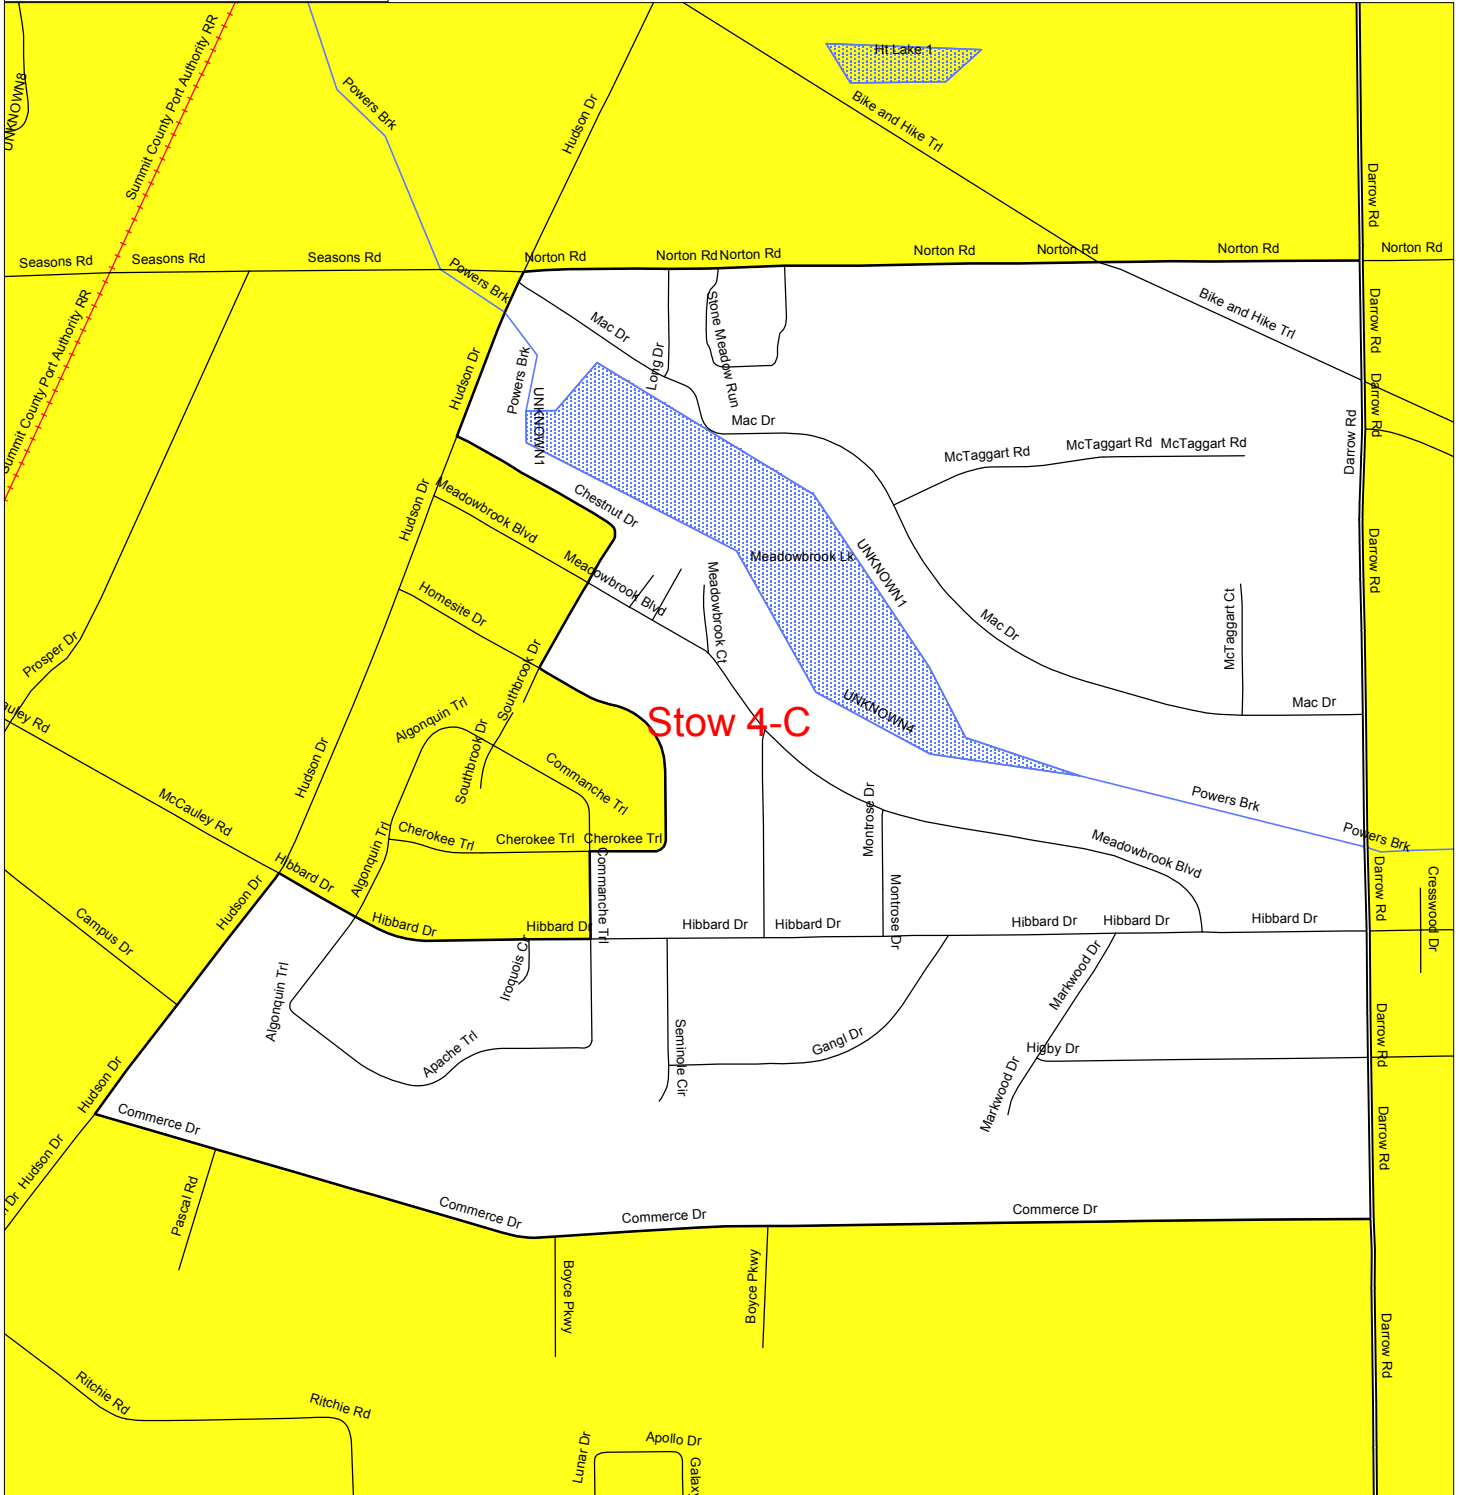 Ht Lake 1
UNKNOWN8
Summit County Port Authority RR
Powers Brk
Hudson Dr
Bike and Hike Trl
Darrow Rd
Seasons Rd
Seasons Rd
Seasons Rd
Norton Rd
Norton Rd
Norton Rd
Norton Rd
Norton Rd
Norton Rd
Norton Rd
Powers Brk
Summit County Port Authority RR
Mac Dr
Long Dr
Stone Meadow Run
Bike and Hike Trl
Darrow Rd
Hudson Dr
Powers Brk
UNKNOWN1
Mac Dr
Darrow Rd
Darrow Rd
McTaggart Rd
McTaggart Rd
McTaggart Rd
Hudson Dr
Meadowbrook Blvd
Chestnut Dr
Meadowbrook Lk
UNKNOWN1
Darrow Rd
Meadowbrook Blvd
Meadowbrook Ct
Homesite Dr
Mac Dr
McTaggart Ct
Prosper Dr
Southbrook Dr
Algonquin Trl
Stow 4-C
UNKNOWN4
Mac Dr
auley Rd
Hudson Dr
Southbrook Dr
Commanche Trl
McCauley Rd
Powers Brk
Powers Brk
Algonquin Trl
Cherokee Trl
Cherokee Trl
Cherokee Trl
Montrose Dr
Meadowbrook Blvd
Hibbard Dr
Commanche Trl
Darrow Rd
Cresswood Dr
Hudson Dr
Campus Dr
Hibbard Dr
Hibbard Dr
Hibbard Dr
Hibbard Dr
Montrose Dr
Hibbard Dr
Hibbard Dr
Hibbard Dr
Iroquois Cir
Algonquin Trl
Apache Trl
Seminole Cir
Gangl Dr
Markwood Dr
Higby Dr
Darrow Rd
Markwood Dr
Hudson Dr
Commerce Dr
Hudson Dr
Dr
Darrow Rd
Pascal Rd
Commerce Dr
Commerce Dr
Commerce Dr
Boyce Pkwy
Boyce Pkwy
Darrow Rd
Ritchie Rd
Ritchie Rd
Lunar Dr
Apollo Dr
Galaxy